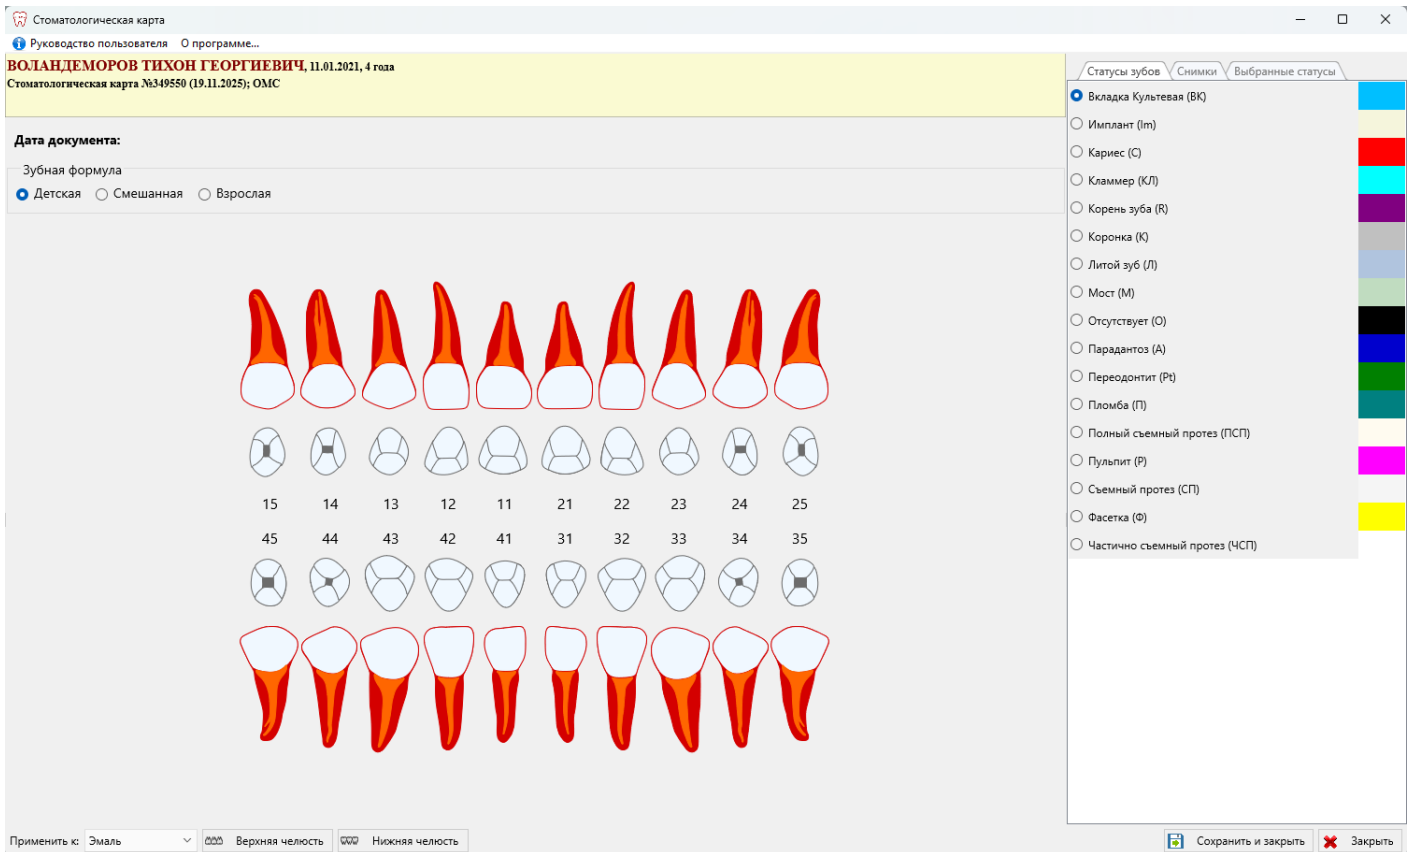 Стоматологическая карта
Руководство пользователя О программе...
ВОЛАНДЕМОРОВ ТИХОН ГЕОРГИЕВИЧ, 11.01.2021, 4 года
Стоматологическая карта №349550 (19.11.2025); ОМС
Дата документа:
Зубная формула
Детская Смешанная Взрослая
15 14 13 12 11 21 22 23 24 25
45 44 43 42 41 31 32 33 34 35
Статусы зубов Снимки Выбранные статусы
Вкладка Культевая (ВК)
Имплант (Im)
Кариес (С)
Кламмер (КЛ)
Корень зуба (R)
Коронка (К)
Литой зуб (Л)
Мост (М)
Отсутствует (О)
Парадантоз (А)
Переодонтит (Pt)
Пломба (П)
Полный съемный протез (ПСП)
Пульпит (Р)
Съемный протез (СП)
Фасетка (Ф)
Частично съемный протез (ЧСП)
Применить к: Эмаль Верхняя челюсть Нижняя челюсть Сохранить и закрыть Закрыть